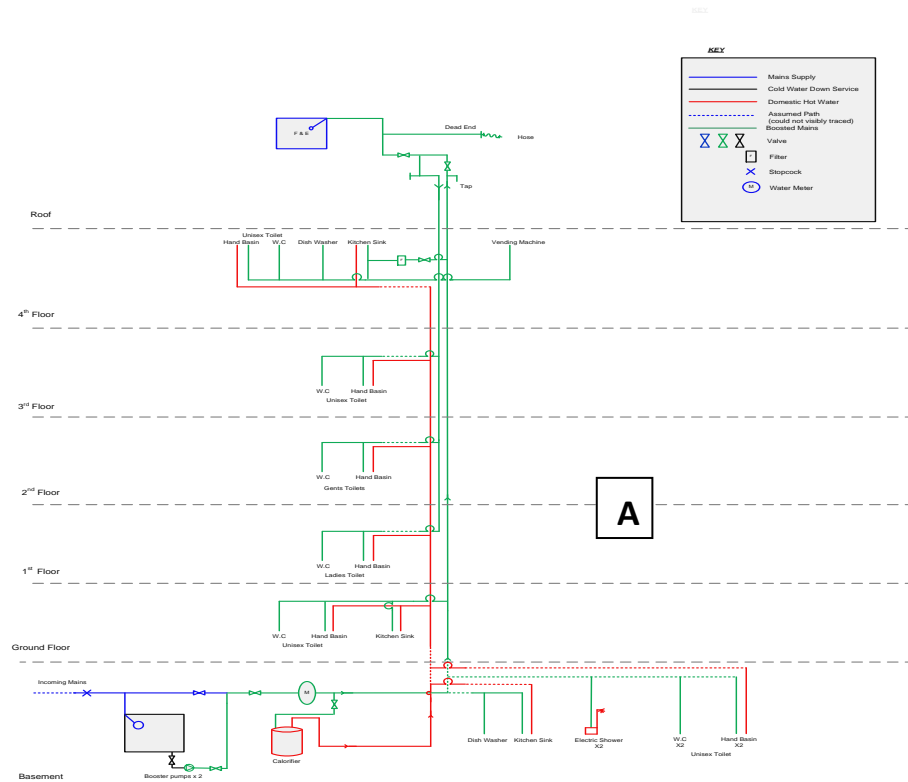 KEY
KEY
Mains Supply
Cold Water Down Service
Domestic Hot Water
Assumed Path
(could not visibly traced)
Boosted Mains
Valve
F
Filter
Stopcock
M
Water Meter
F & E
Dead End
Hose
Tap
Roof
Unisex Toilet
Hand Basin W.C Dish Washer Kitchen Sink Vending Machine
F
4th Floor
W.C Hand Basin
Unisex Toilet
3rd Floor
W.C Hand Basin
Gents Toilets
2nd Floor
A
W.C Hand Basin
Ladies Toilet
1st Floor
W.C Hand Basin Kitchen Sink
Unisex Toilet
Ground Floor
Incoming Mains
M
Dish Washer Kitchen Sink Electric Shower
X2
W.C
X2
Hand Basin
X2
Unisex Toilet
Calorifier
Booster pumps x 2
Basement